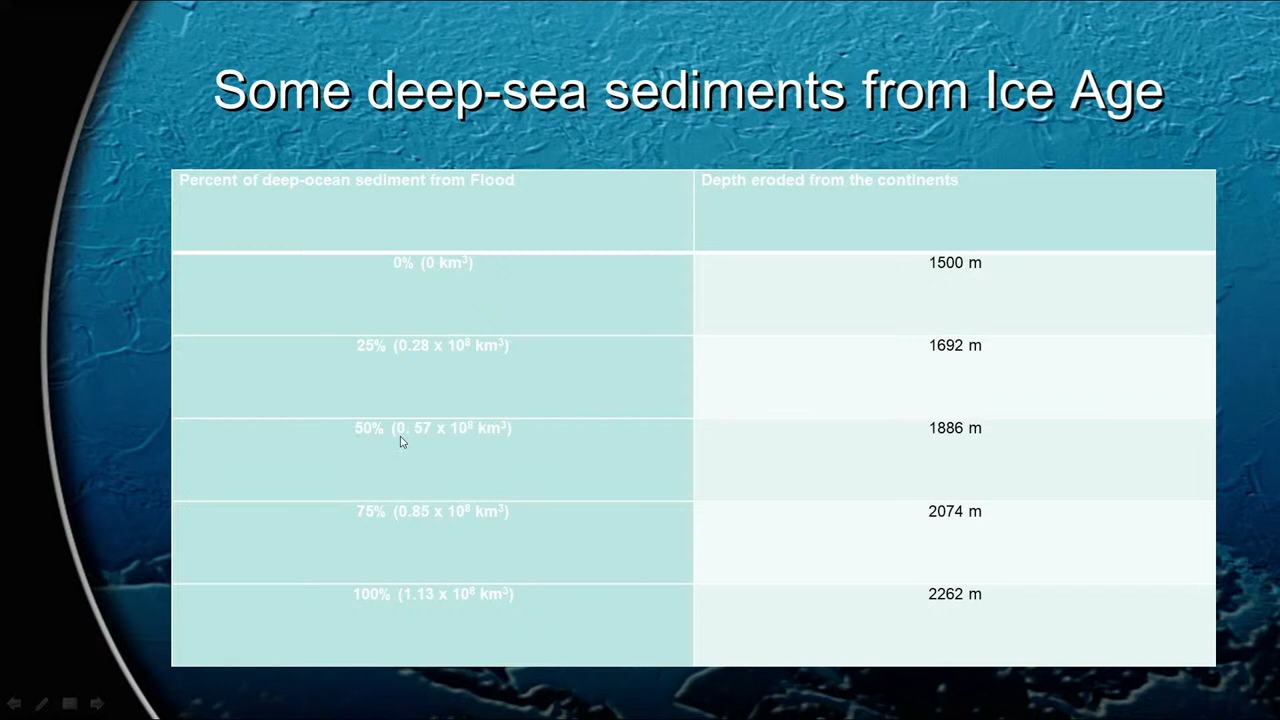 Some deep-sea sediments from Ice Age
Percent of deep-ocean sediment from Flood
Depth eroded from the continents
0% (0 km³)
1500 m
25% (0.28 x 10⁸ km³)
1692 m
50% (0. 57 x 10⁸ km³)
1886 m
75% (0.85 x 10⁸ km³)
2074 m
100% (1.13 x 10⁸ km³)
2262 m